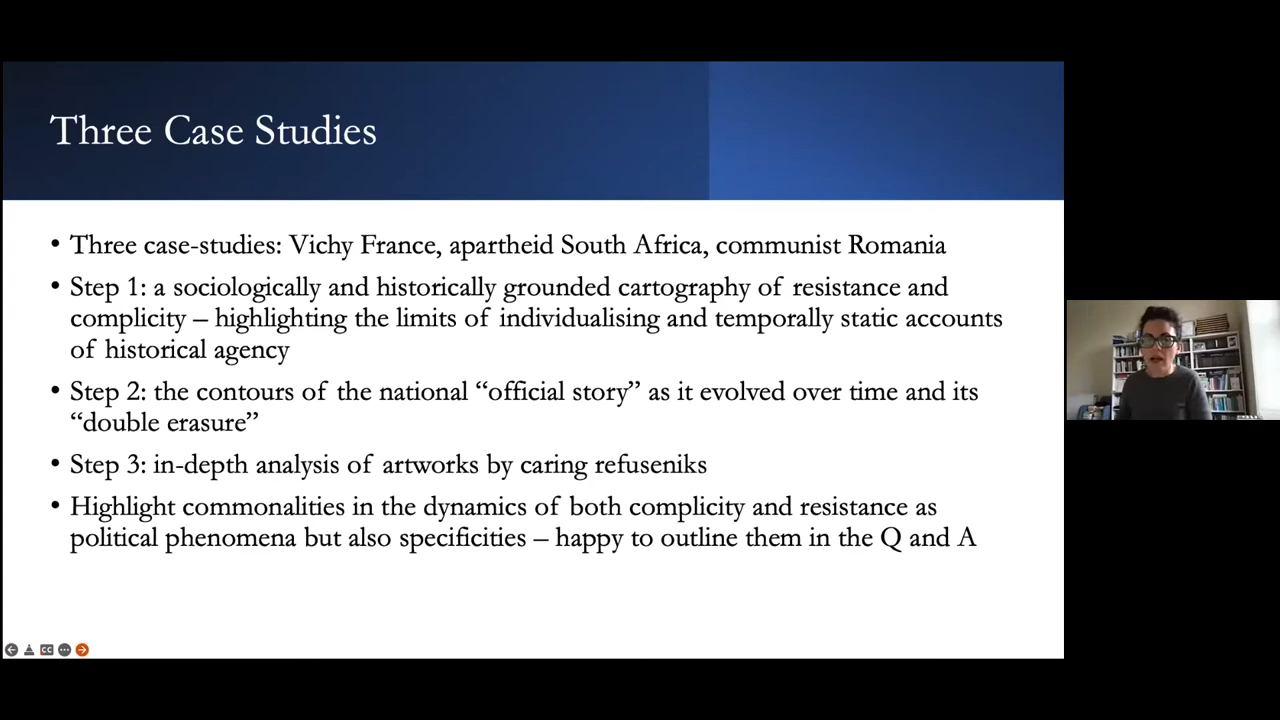 Three Case Studies
• Three case-studies: Vichy France, apartheid South Africa, communist Romania
• Step 1: a sociologically and historically grounded cartography of resistance and
complicity – highlighting the limits of individualising and temporally static accounts
of historical agency
• Step 2: the contours of the national “official story” as it evolved over time and its
“double erasure”
• Step 3: in-depth analysis of artworks by caring refuseniks
• Highlight commonalities in the dynamics of both complicity and resistance as
political phenomena but also specificities – happy to outline them in the Q and A
CC